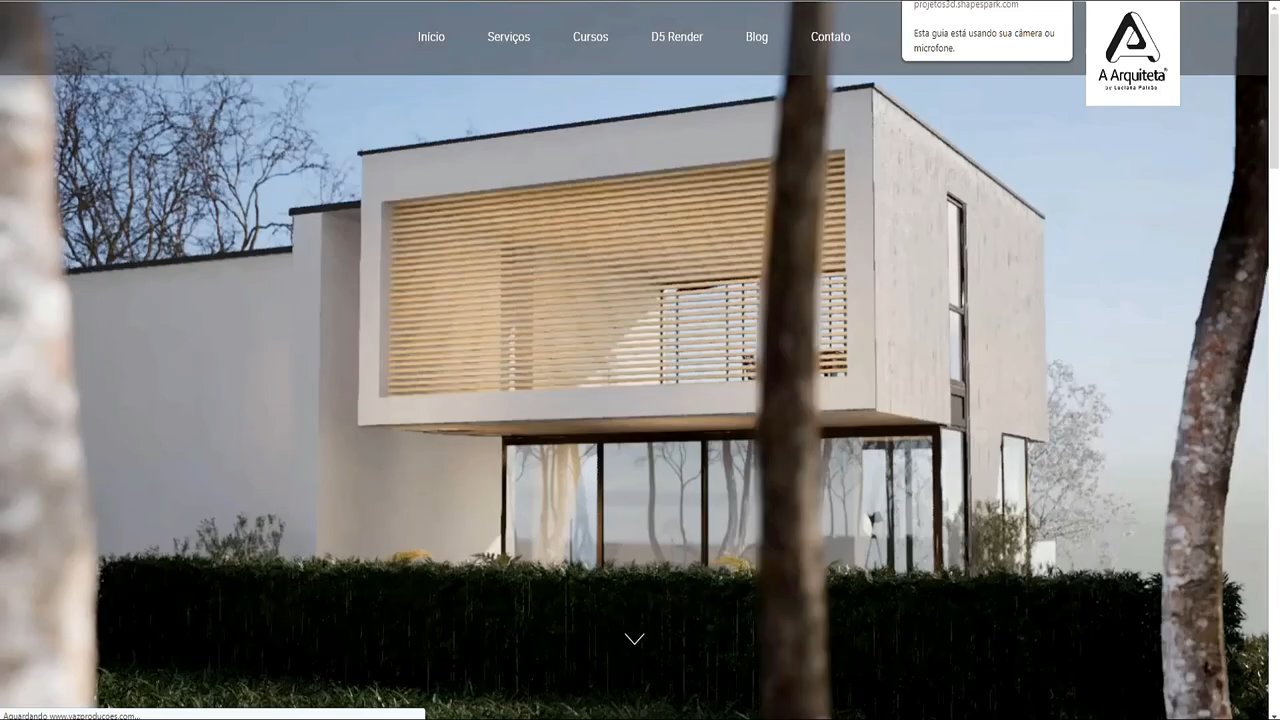 projetos3d.shapespark.com
Início
Serviços
Cursos
D5 Render
Blog
Contato
Esta guia está usando sua câmera ou
microfone.
A Arquiteta®
by Luciana Paixão
Aguardando www.vazproducoes.com...